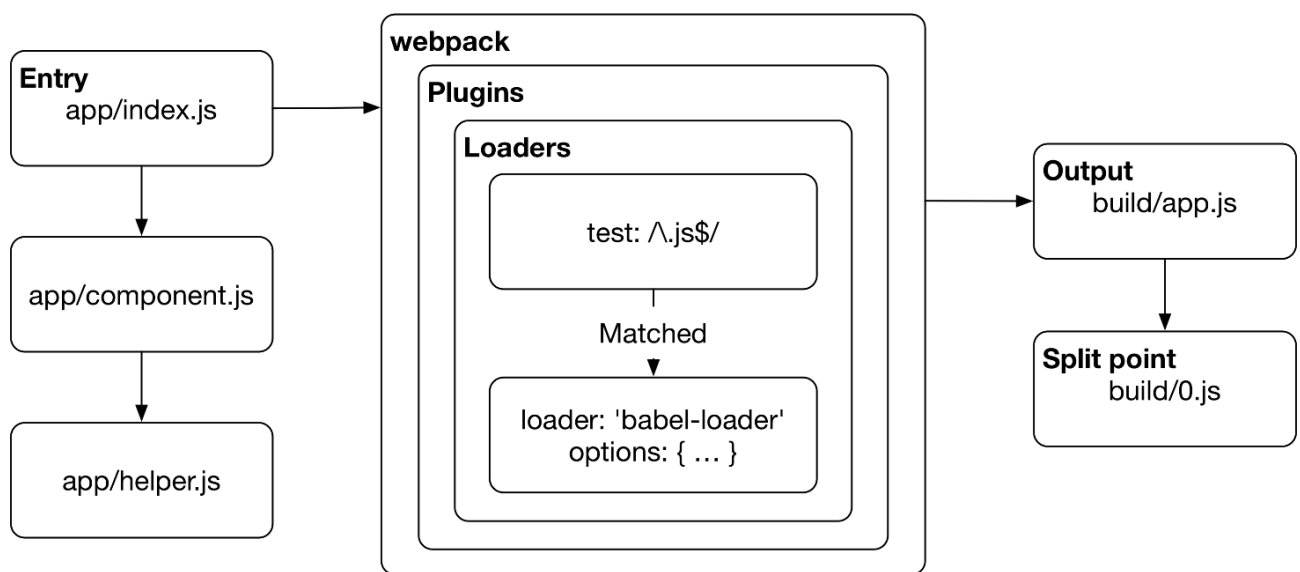 Entry
app/index.js
app/component.js
app/helper.js
webpack
Plugins
Loaders
test: /\.js$/
Matched
loader: 'babel-loader'
options: { … }
Output
build/app.js
Split point
build/0.js